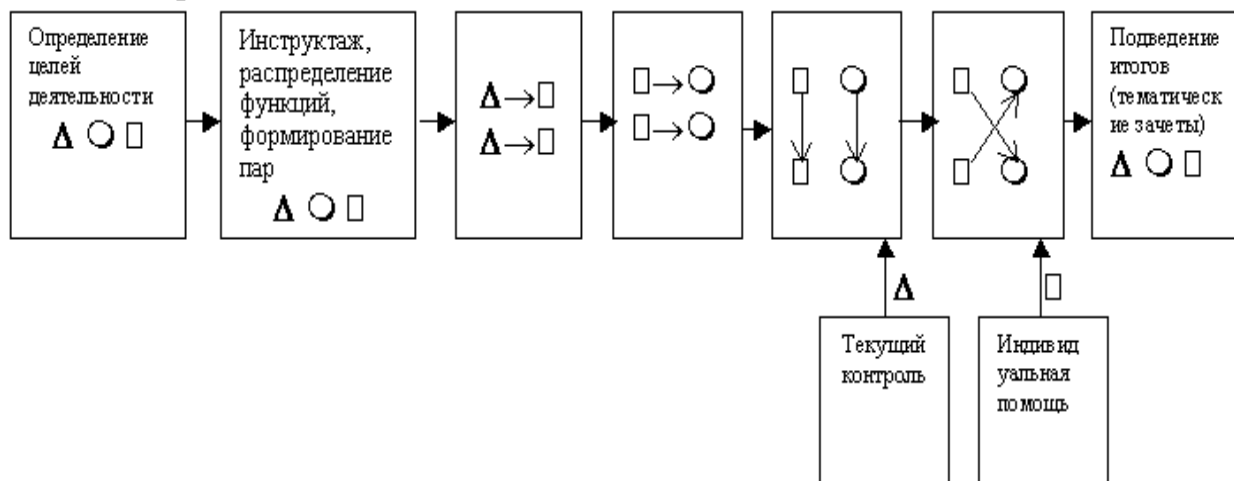 Определение
целей
деятельности
Инструктаж,
распределение
функций,
формирование
пар
Подведение
итогов
(тематическ
ие зачеты)
Текущий
контроль
Индивид
уальная
помощь